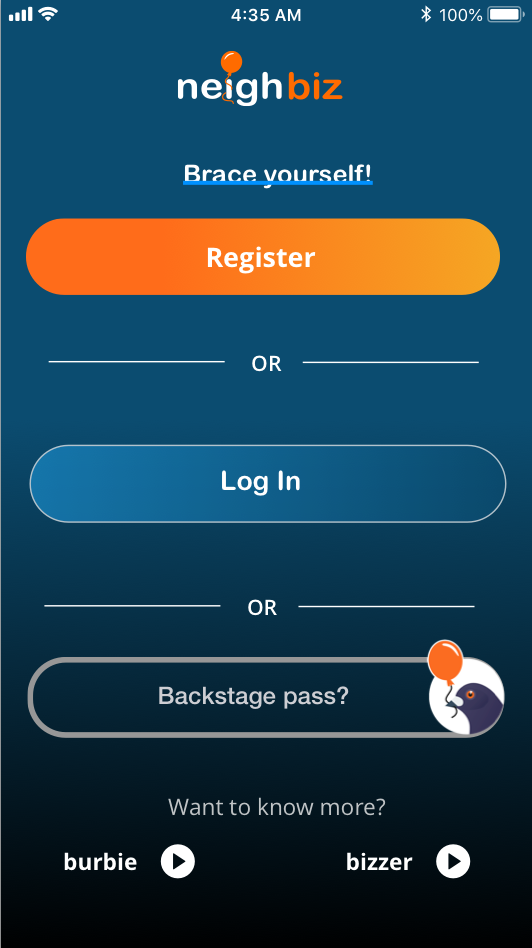 4:35 AM 100%
neighbiz
Brace yourself!
Register
OR
Log In
OR
Backstage pass?
Want to know more?
burbie bizzer